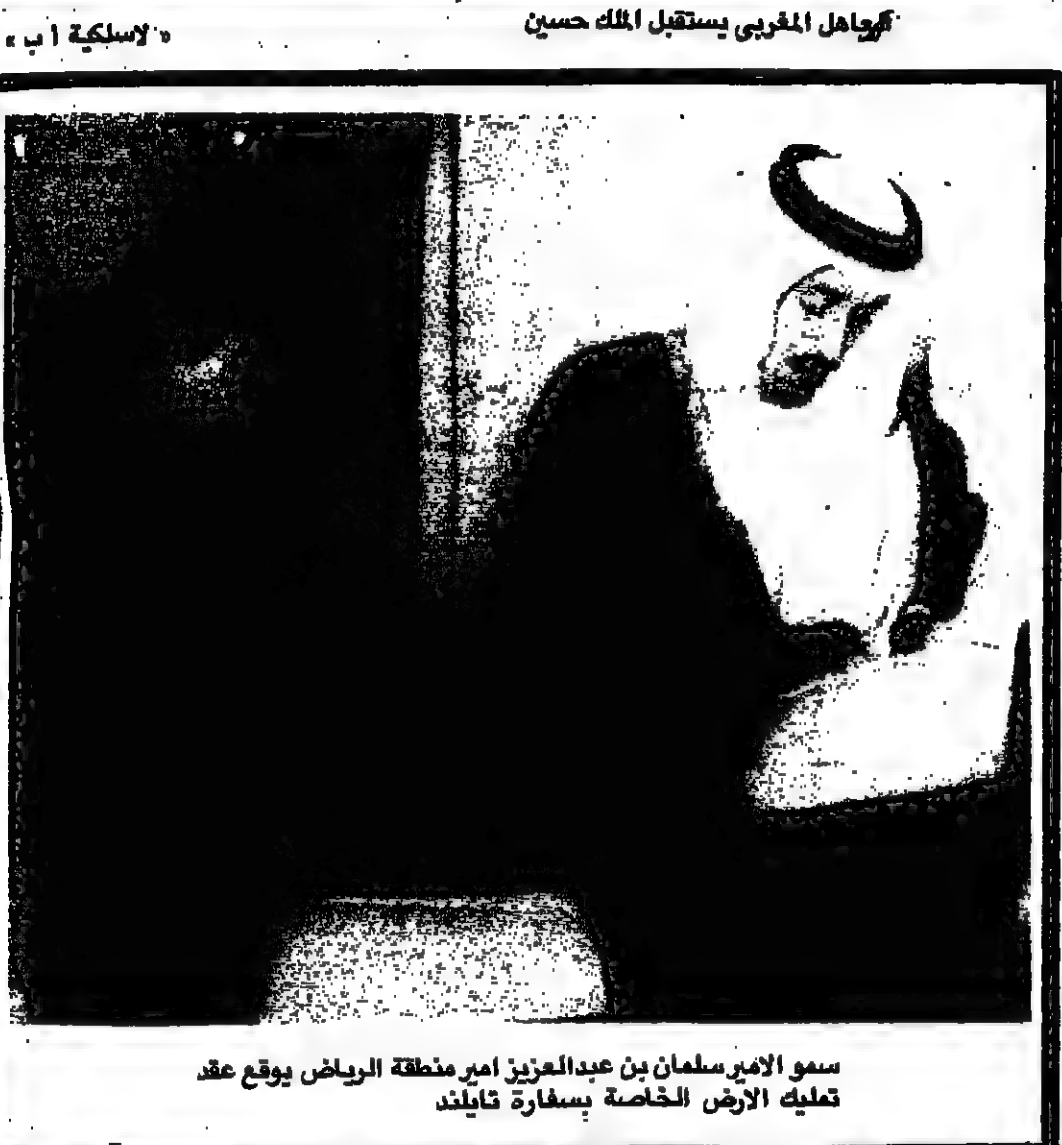 العاهل المغربي يستقبل الملك حسين
« لاسلكية أ ب »
سمو الامير سلمان بن عبدالعزيز امير منطقة الرياض يوقع عقد
تمليك الارض الخاصة بسفارة تايلند